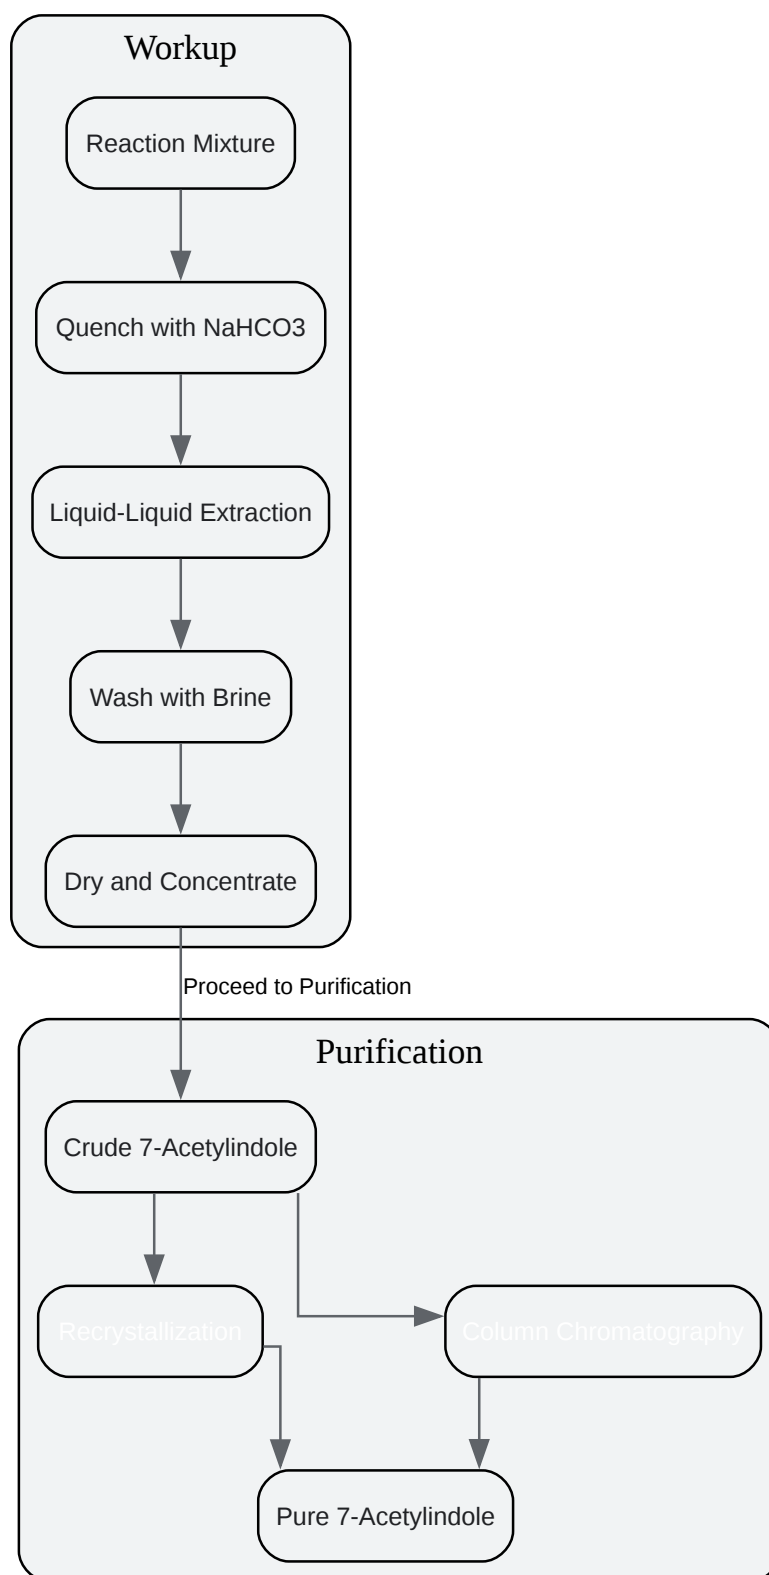 Workup
Reaction Mixture
Quench with NaHCO3
Liquid-Liquid Extraction
Wash with Brine
Dry and Concentrate
Proceed to Purification
Purification
Crude 7-Acetylindole
Recrystallization
Column Chromatography
Pure 7-Acetylindole